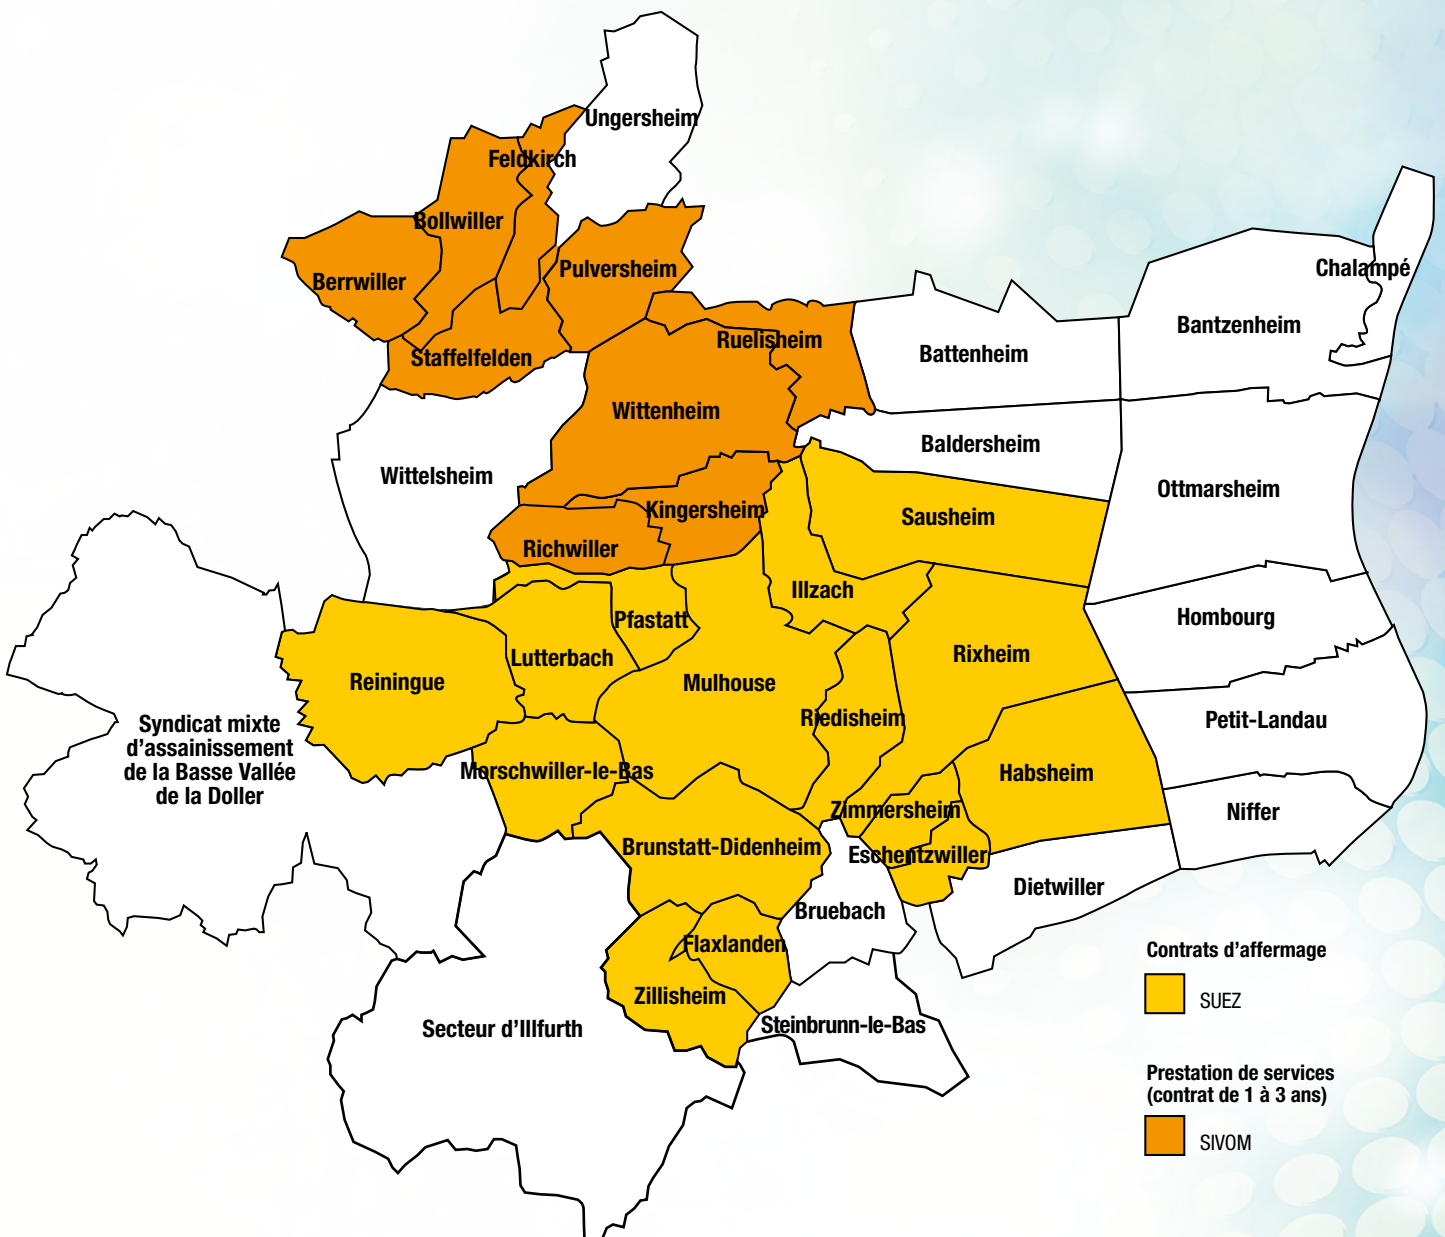 Ungersheim
Feldkirch
Bollwiller
Berrwiller
Pulversheim
Chalampé
Bantzenheim
Staffelfelden
Ruelisheim
Battenheim
Wittenheim
Baldersheim
Wittelsheim
Ottmarsheim
Kingersheim
Sausheim
Richwiller
Illzach
Pfastatt
Hombourg
Lutterbach
Rixheim
Reiningue
Mulhouse
Riedisheim
Petit-Landau
Syndicat mixte
d'assainissement
de la Basse Vallée
de la Doller
Morschwiller-le-Bas
Habsheim
Zimmersheim
Niffer
Brunstatt-Didenheim
Eschentzwiller
Dietwiller
Bruebach
Flaxlanden
Zillisheim
Secteur d'Illfurth
Steinbrunn-le-Bas
Contrats d'affermage
SUEZ
Prestation de services
(contrat de 1 à 3 ans)
SIVOM